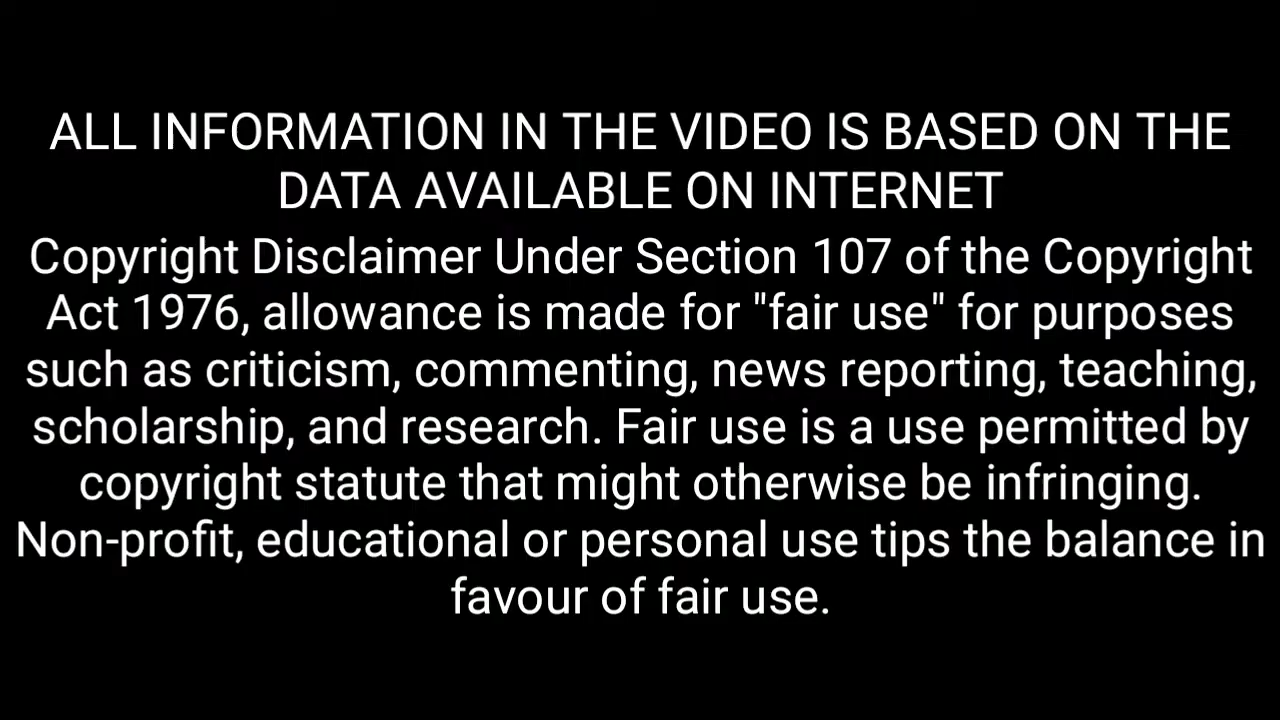 ALL INFORMATION IN THE VIDEO IS BASED ON THE
DATA AVAILABLE ON INTERNET
Copyright Disclaimer Under Section 107 of the Copyright
Act 1976, allowance is made for "fair use" for purposes
such as criticism, commenting, news reporting, teaching,
scholarship, and research. Fair use is a use permitted by
copyright statute that might otherwise be infringing.
Non-profit, educational or personal use tips the balance in
favour of fair use.